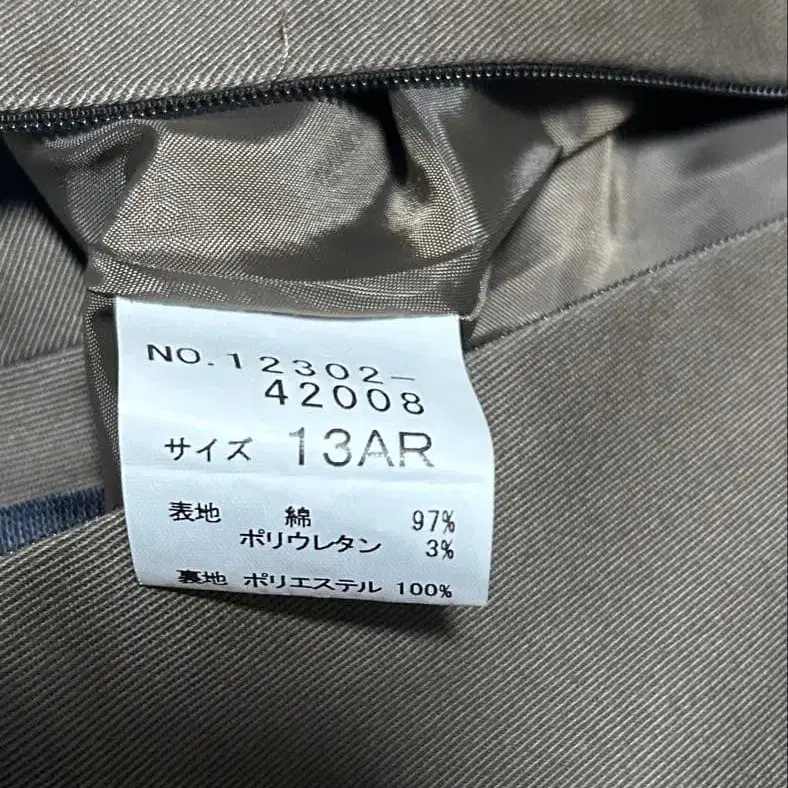 NO.12302-
42008
サイズ 13AR
表地 綿 97%
ポリウレタン 3%
裏地 ポリエステル 100%